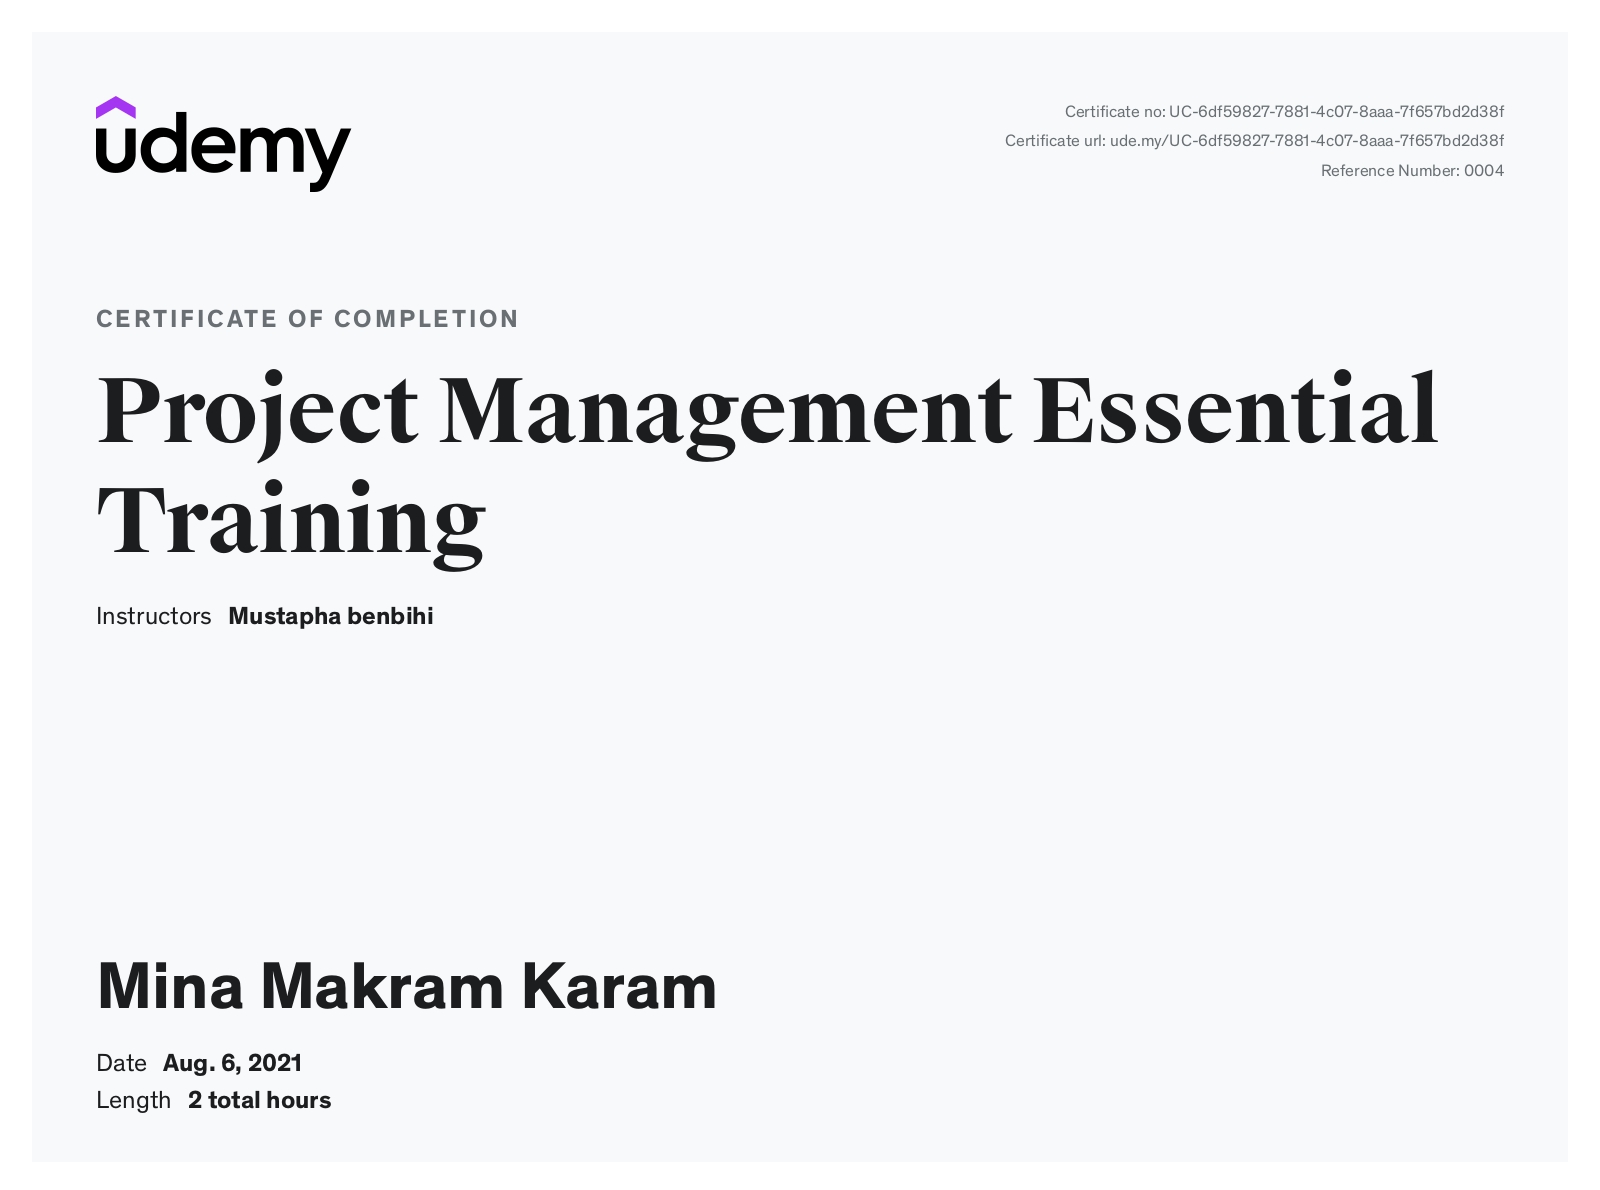 udemy
Certificate no: UC-6df59827-7881-4c07-8aaa-7f657bd2d38f
Certificate url: ude.my/UC-6df59827-7881-4c07-8aaa-7f657bd2d38f
Reference Number: 0004
CERTIFICATE OF COMPLETION
Project Management Essential
Training
Instructors Mustapha benbihi
Mina Makram Karam
Date Aug. 6, 2021
Length 2 total hours